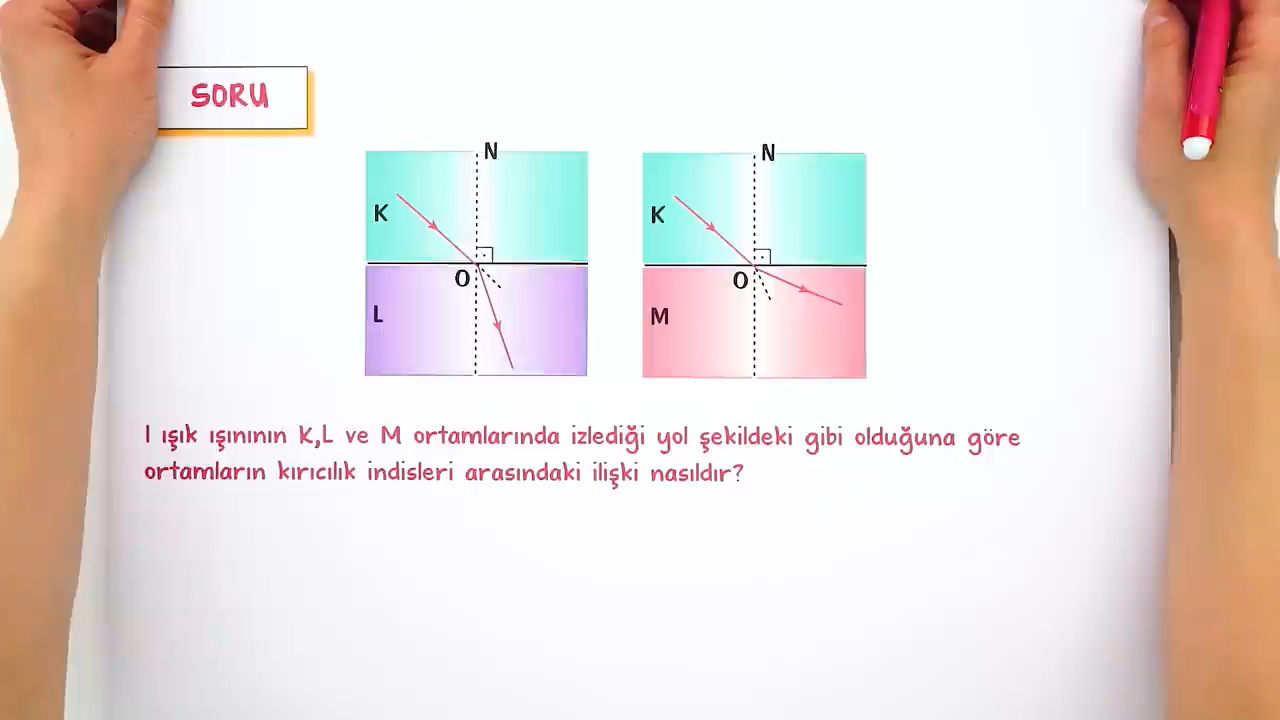 SORU
N
N
K
K
O
O
L
M
I ışık ışınının K,L ve M ortamlarında izlediği yol şekildeki gibi olduğuna göre
ortamların kırıcılık indisleri arasındaki ilişki nasıldır?